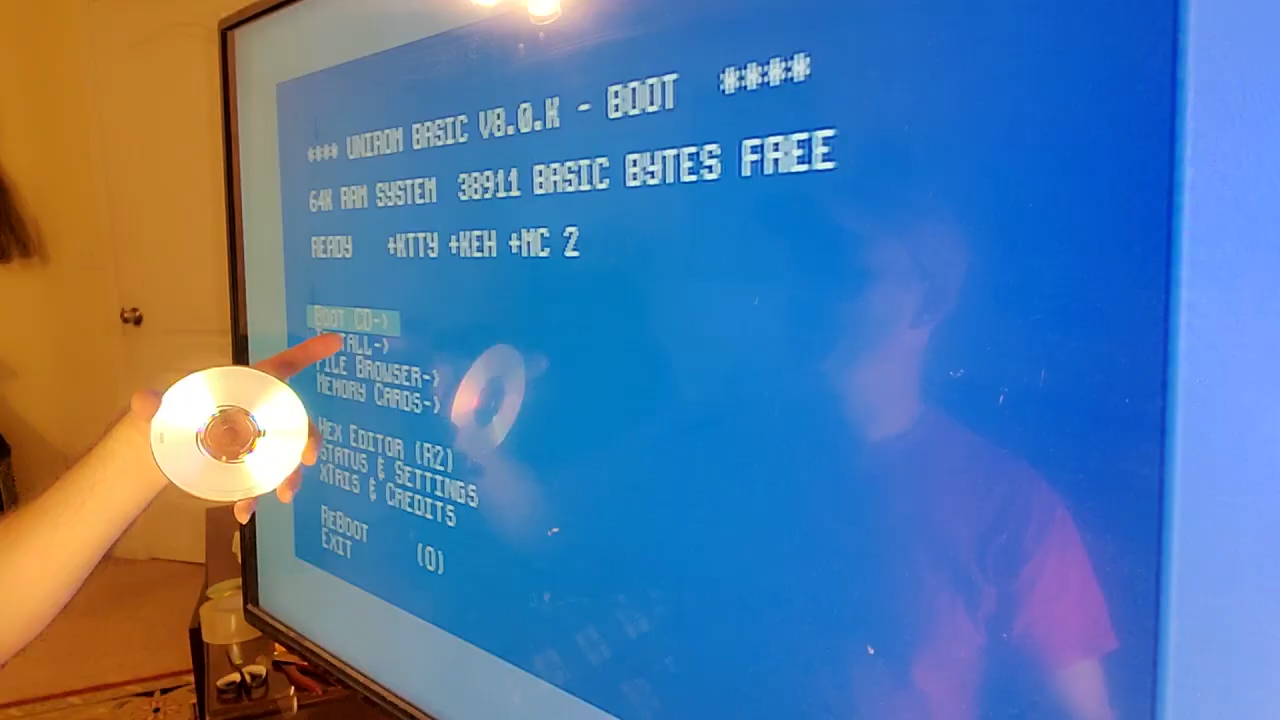 **** UNIROM BASIC V8.0.K - BOOT ****
64K RAM SYSTEM 38911 BASIC BYTES FREE
READY +KTTY +KEH +MC 2
BOOT CD->
FILE BROWSER->
MEMORY CARDS->
HEX EDITOR (R2)
STATUS & SETTINGS
XTRIS & CREDITS
REBOOT
EXIT (O)